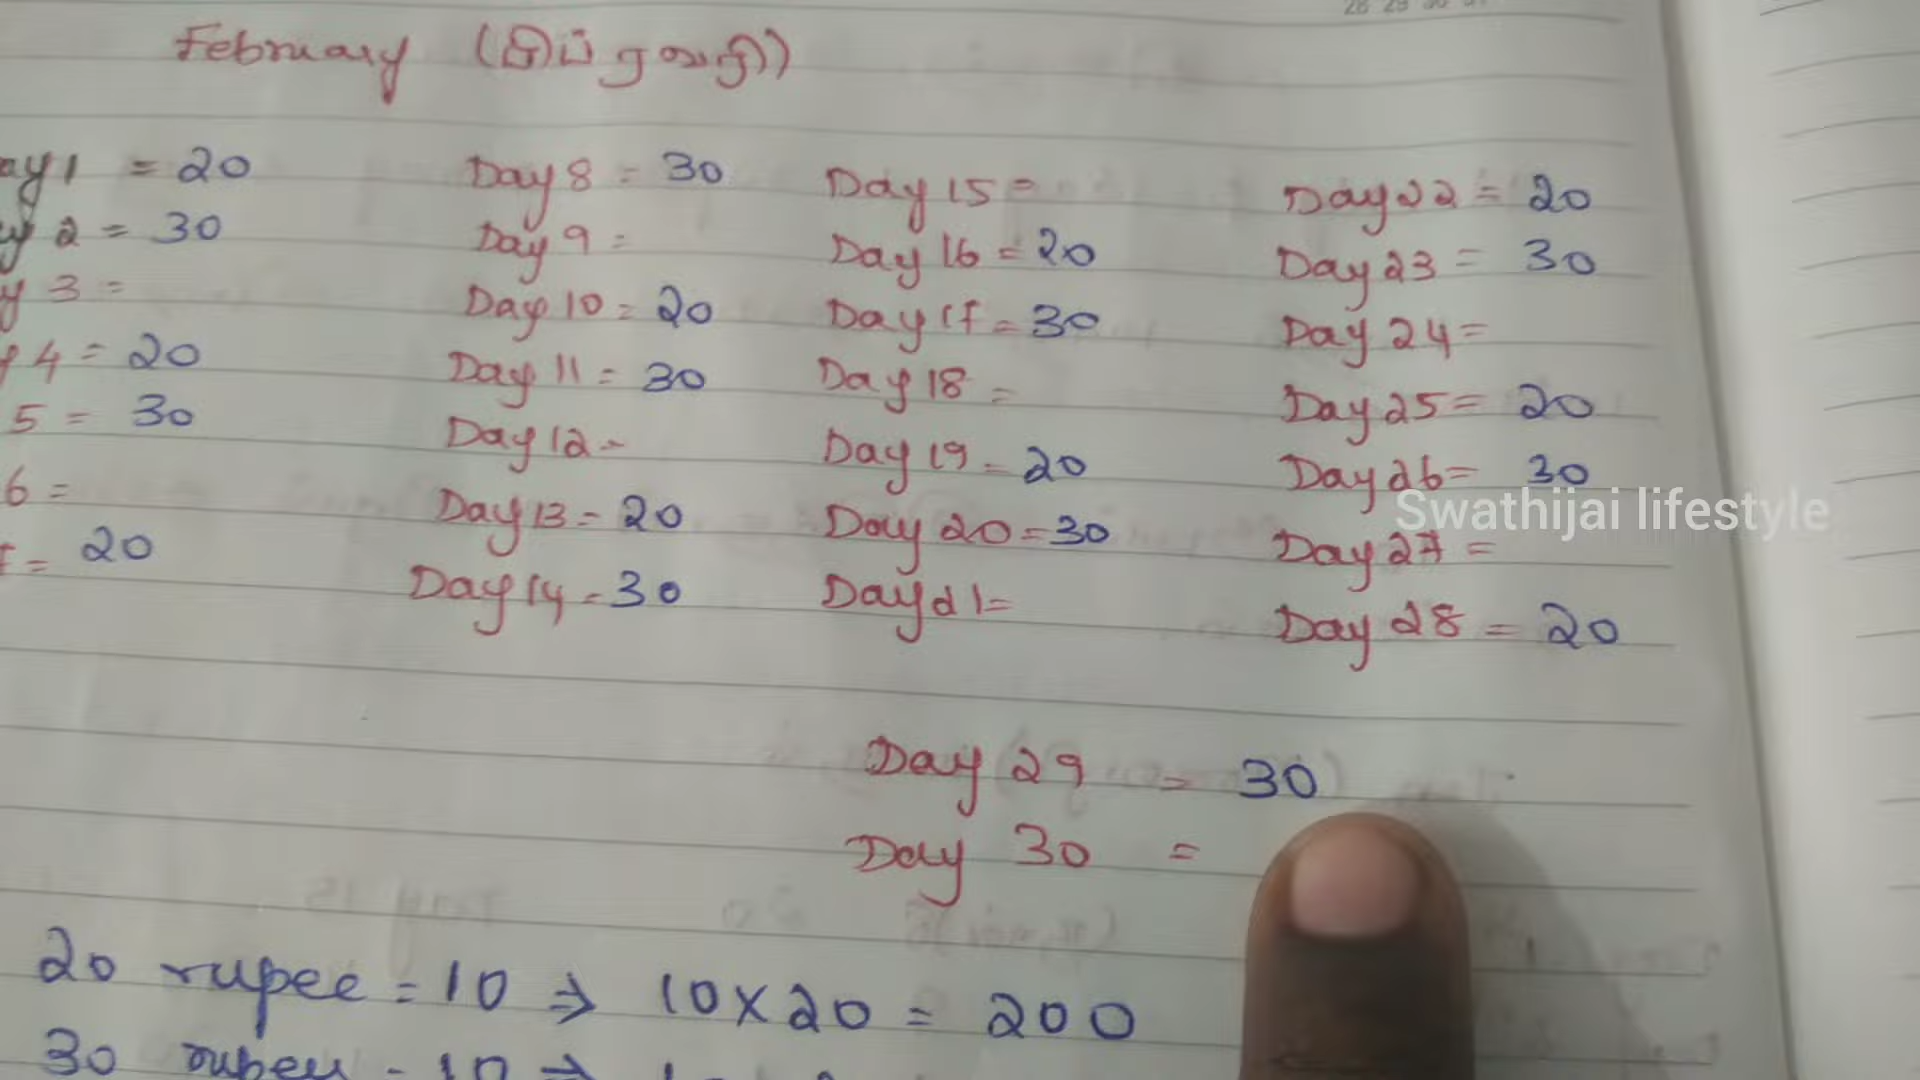 February (பிப்ரவரி)
ay 1 = 20
y 2 = 30
y 3 =
4 = 20
5 = 30
6 =
7 = 20
Day 8 = 30
Day 9 =
Day 10 = 20
Day 11 = 30
Day 12 -
Day 13 = 20
Day 14 - 30
Day 15 =
Day 16 = 20
Day 17 = 30
Day 18 =
Day 19 - 20
Day 20 = 30
Day 21 =
Day 22 = 20
Day 23 = 30
Day 24 =
Day 25 = 20
Day 26 = 30
Day 27 =
Day 28 = 20
Swathijai lifestyle
Day 29 = 30
Day 30 =
20 rupee = 10 ⇒ 10 X 20 = 200
30 rupee - 10 ⇒